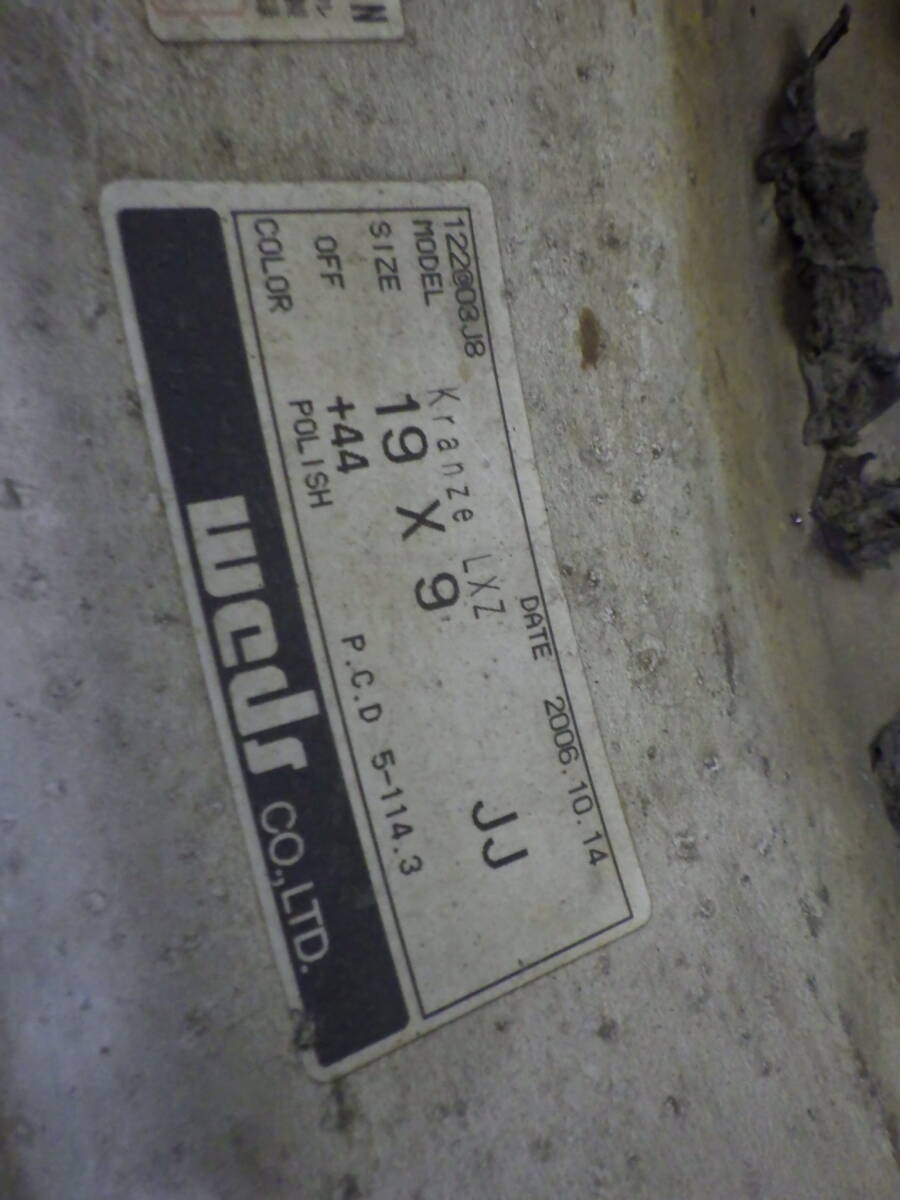 N
122@03J8 DATE 2006.10.14
MODEL Kranze LXZ
SIZE 19 X 9 JJ
OFF +44
COLOR POLISH P.C.D 5-114.3
weds CO.,LTD.